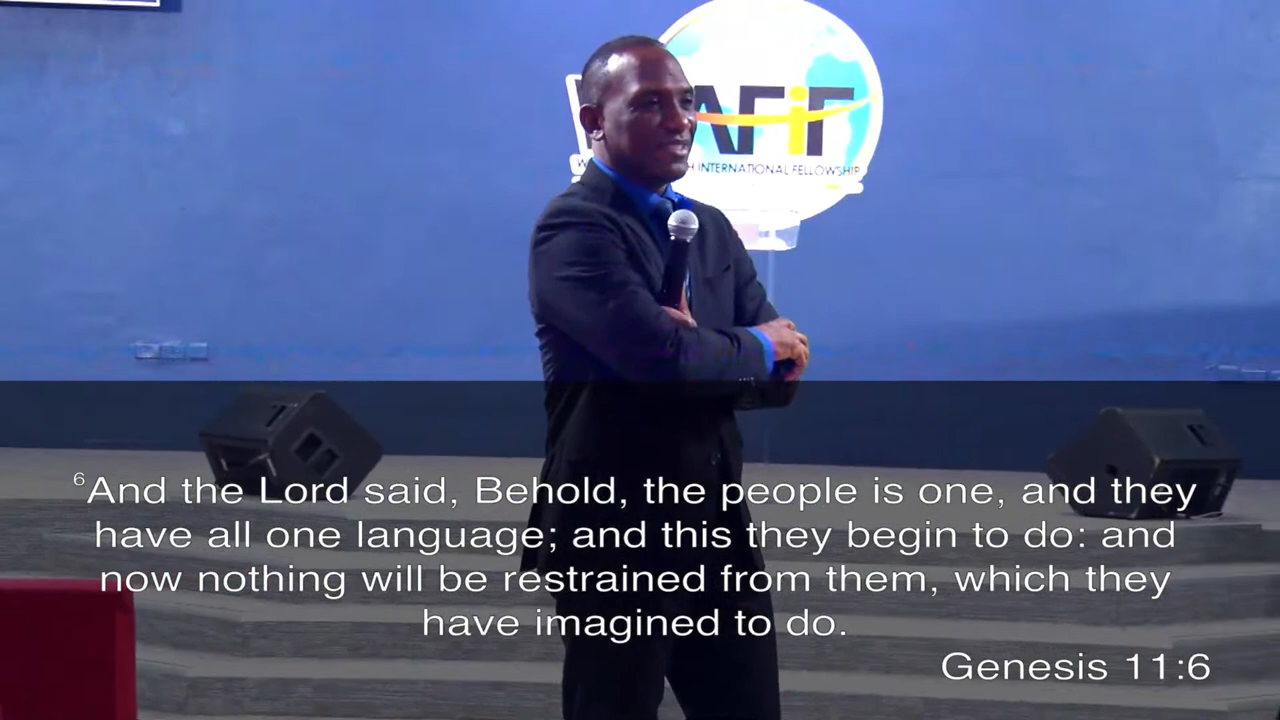 AFiF
INTERNATIONAL FELLOWSHIP
6And the Lord said, Behold, the people is one, and they
have all one language; and this they begin to do: and
now nothing will be restrained from them, which they
have imagined to do.
Genesis 11:6